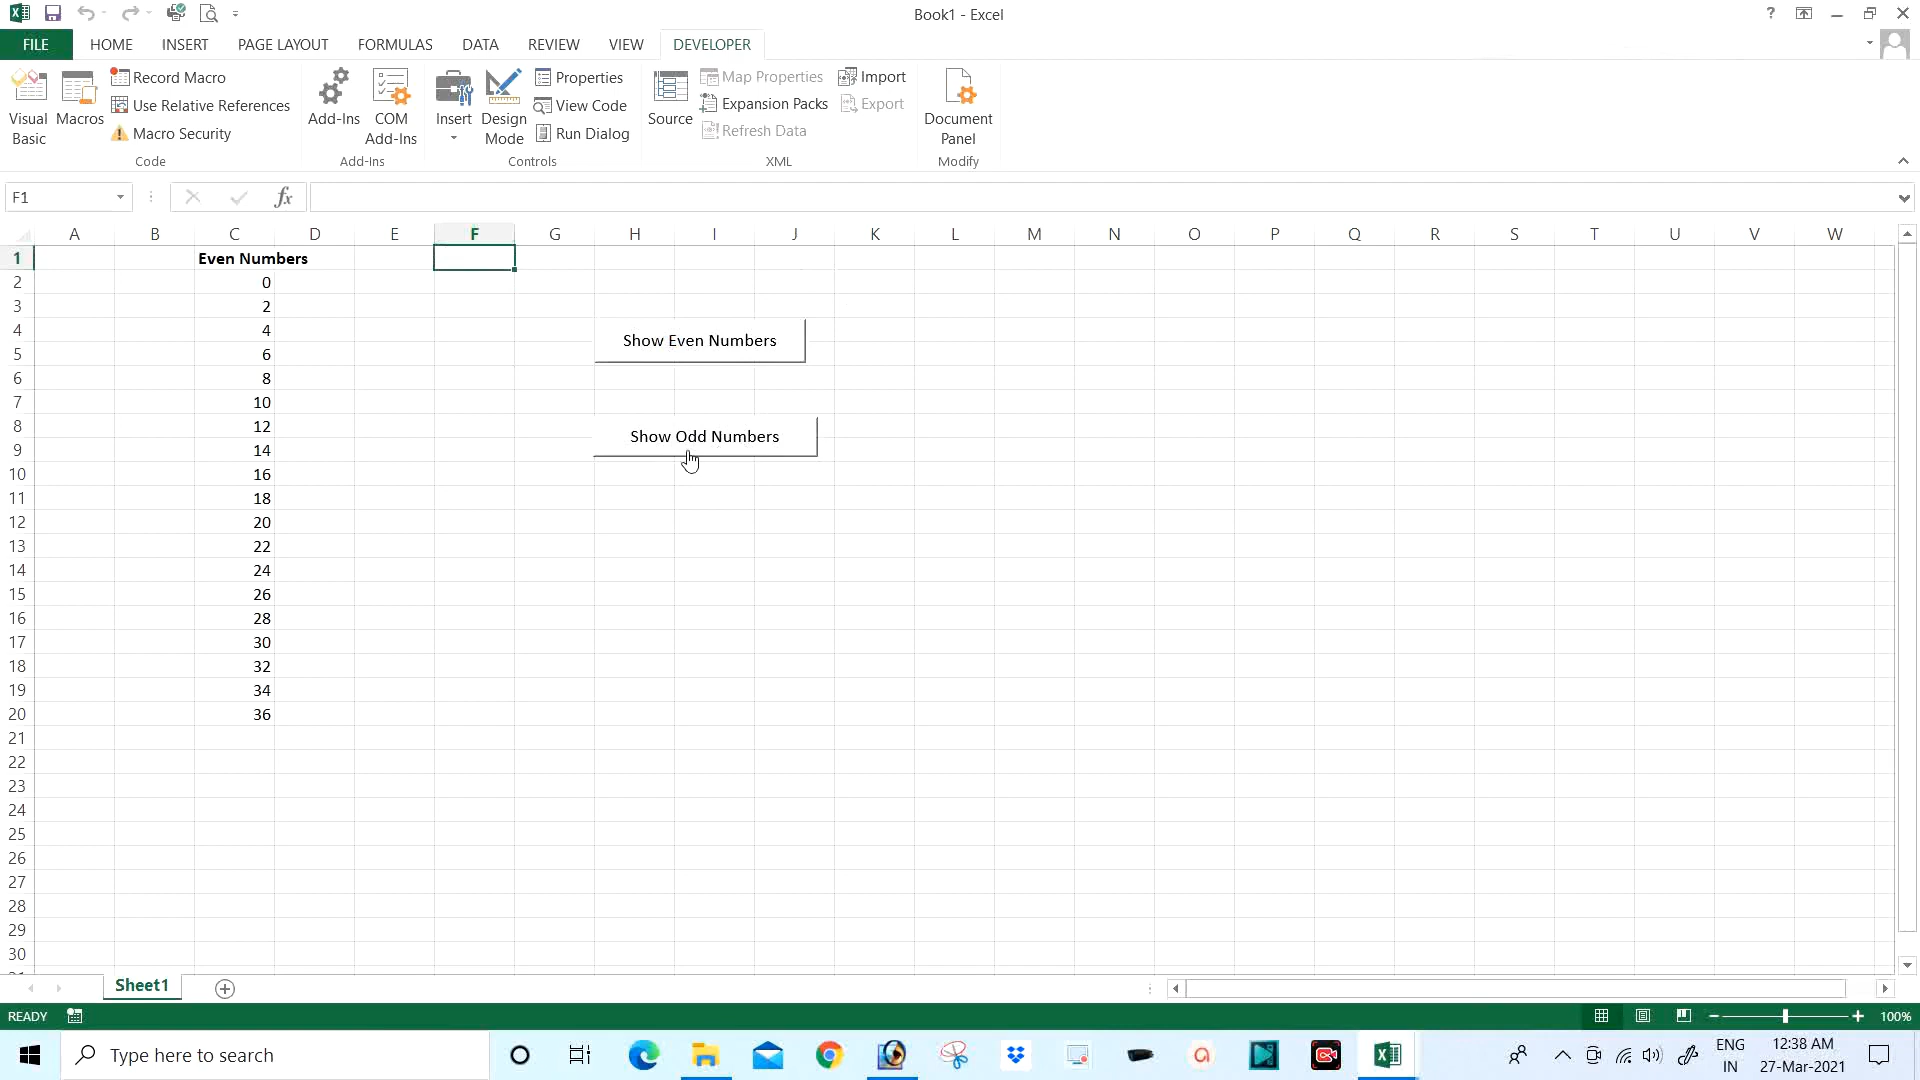 Book1 - Excel
?
FILE HOME INSERT PAGE LAYOUT FORMULAS DATA REVIEW VIEW DEVELOPER
Visual Basic
Macros
Record Macro
Use Relative References
Macro Security
Code
Add-Ins
COM Add-Ins
Add-Ins
Insert
Design Mode
Properties
View Code
Run Dialog
Controls
Source
Map Properties
Expansion Packs
Refresh Data
Import
Export
XML
Document Panel
Modify
F1
fx
A B C D E F G H I J K L M N O P Q R S T U V W
1 Even Numbers
2 0
3 2
4 4
5 6
6 8
7 10
8 12
9 14
10 16
11 18
12 20
13 22
14 24
15 26
16 28
17 30
18 32
19 34
20 36
21
22
23
24
25
26
27
28
29
30
Show Even Numbers
Show Odd Numbers
Sheet1
READY
100%
Type here to search
ENG
IN
12:38 AM
27-Mar-2021